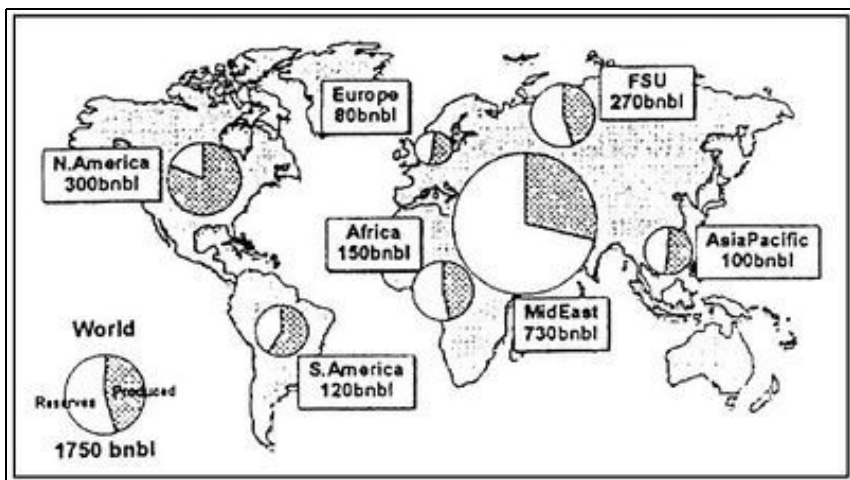 Europe
80bnbl
FSU
270bnbl
N.America
300bnbl
Africa
150bnbl
AsiaPacific
100bnbl
MidEast
730bnbl
S.America
120bnbl
World
Reserves
Produced
1750 bnbl